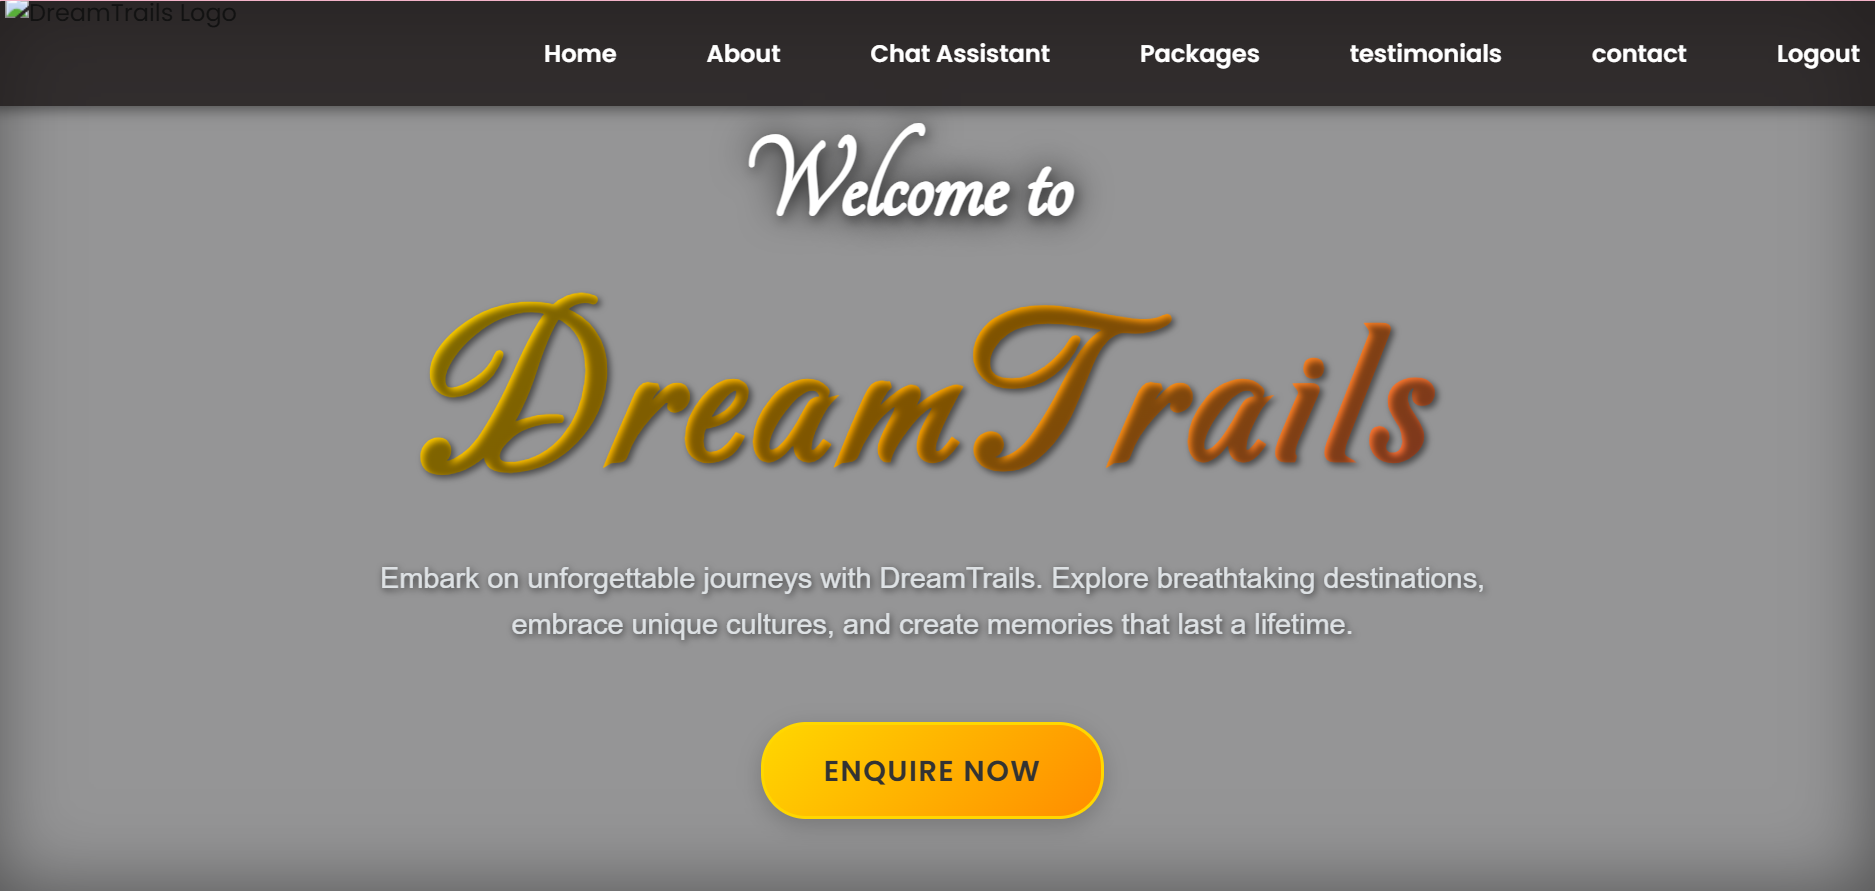 DreamTrails Logo
Home About Chat Assistant Packages testimonials contact Logout
Welcome to
DreamTrails
Embark on unforgettable journeys with DreamTrails. Explore breathtaking destinations,
embrace unique cultures, and create memories that last a lifetime.
ENQUIRE NOW